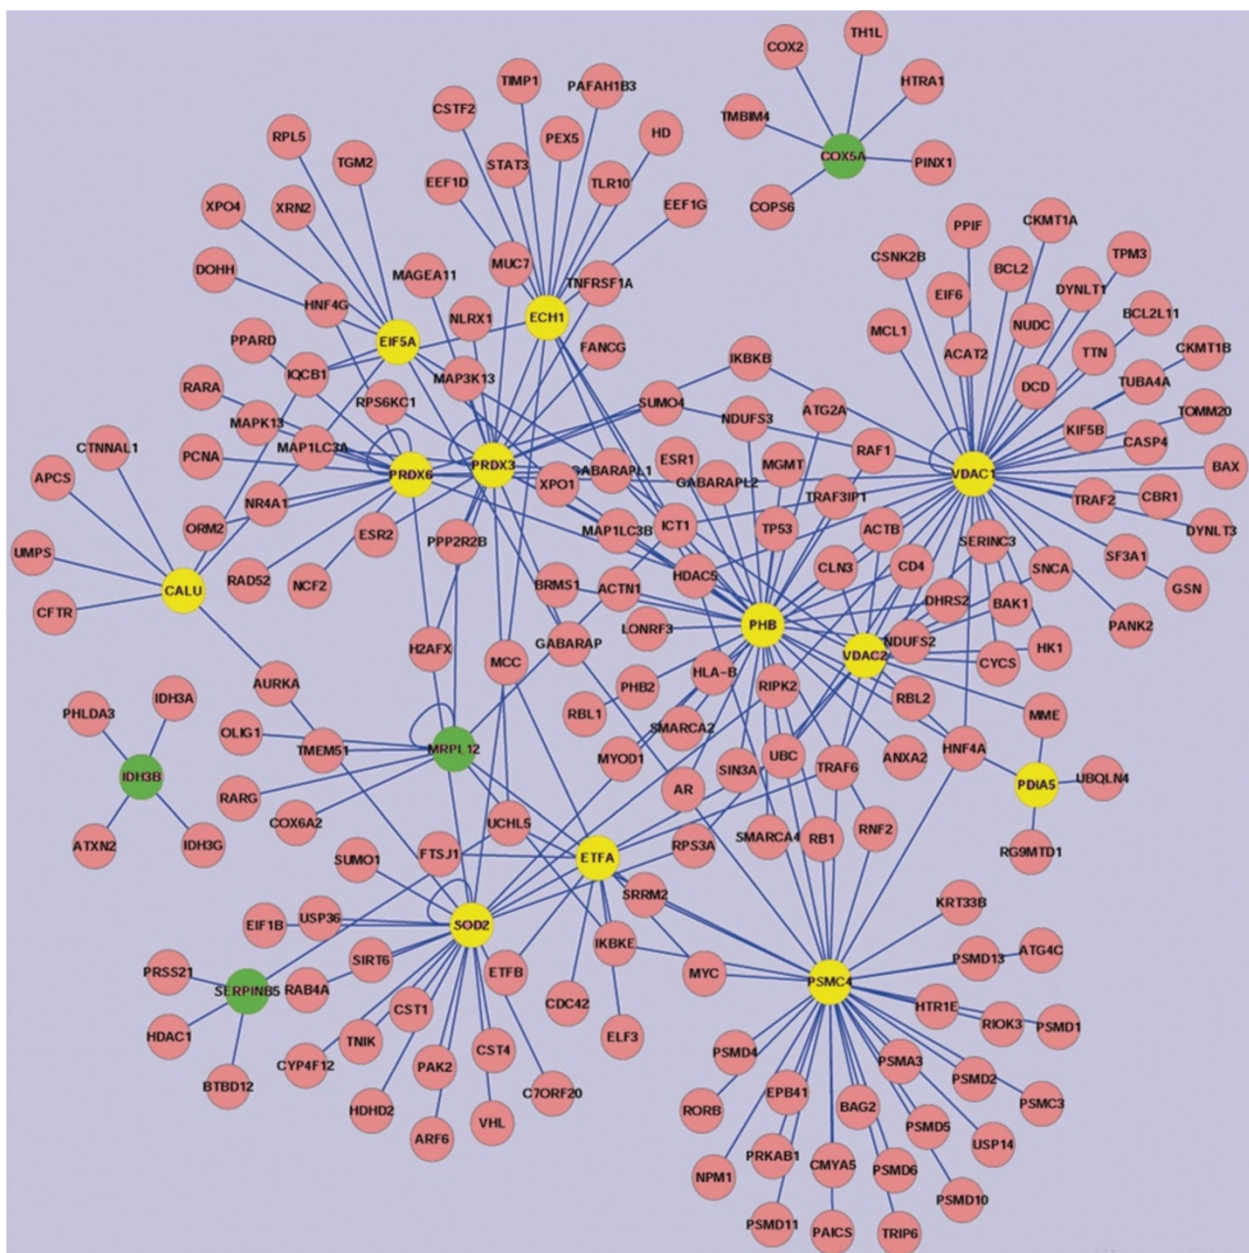 COX2
TH1L
HTRA1
TMBIM4
COX5A
PINX1
COPS6
TIMP1
PAFAH1B3
CSTF2
PEX5
HD
RPL5
TGM2
STAT3
EEF1D
TLR10
EEF1G
XPO4
XRN2
DOHH
MAGEA11
MUC7
TNFRSF1A
HNF4G
NLRX1
ECH1
EIF5A
FANCG
PPARD
IQCB1
MAP3K13
RARA
RPS6KC1
MAPK13
SUMO4
IKBKB
NDUFS3
ATG2A
PPIF
CKMT1A
CSNK2B
BCL2
TPM3
EIF6
DYNLT1
MCL1
NUDC
BCL2L11
ACAT2
TTN
CKMT1B
DCD
TUBA4A
TOMM20
KIF5B
CASP4
VDAC1
BAX
TRAF2
CBR1
DYNLT3
CTNNAL1
PCNA
MAP1LC3A
APCS
PRDX6
PRDX3
GABARAPL1
ESR1
GABARAPL2
MGMT
RAF1
XPO1
NR4A1
ORM2
TRAF3IP1
UMPS
ESR2
PPP2R2B
MAP1LC3B
ICT1
TP53
ACTB
SERINC3
SF3A1
CALU
RAD52
NCF2
BRMS1
ACTN1
HDAC5
CLN3
CD4
SNCA
GSN
CFTR
LONRF3
PHB
DHRS2
BAK1
PANK2
H2AFX
MCC
GABARAP
VDAC2
NDUFS2
CYCS
HK1
AURKA
PHB2
HLA-B
RIPK2
RBL2
MME
PHLDA3
IDH3A
OLIG1
TMEM51
MRPL12
RBL1
SMARCA2
MYOD1
UBC
ANXA2
HNF4A
IDH3B
RARG
COX6A2
SIN3A
TRAF6
AR
PDIA5
UBQLN4
ATXN2
IDH3G
UCHL5
FTSJ1
ETFA
RPS3A
SMARCA4
RB1
RNF2
RG9MTD1
SUMO1
SRRM2
EIF1B
USP36
SOD2
KRT33B
PRSS21
SERPINB5
RAB4A
SIRT6
ETFB
IKBKE
MYC
PSMC4
PSMD13
ATG4C
HDAC1
CST1
CDC42
HTR1E
RIOK3
PSMD1
TNIK
CYP4F12
CST4
ELF3
PSMD4
PSMA3
BTBD12
PAK2
C7ORF20
EPB41
PSMD2
PSMC3
HDHD2
VHL
RORB
BAG2
ARF6
PSMD5
USP14
NPM1
PRKAB1
CMYA5
PSMD6
PSMD10
PSMD11
PAICS
TRIP6